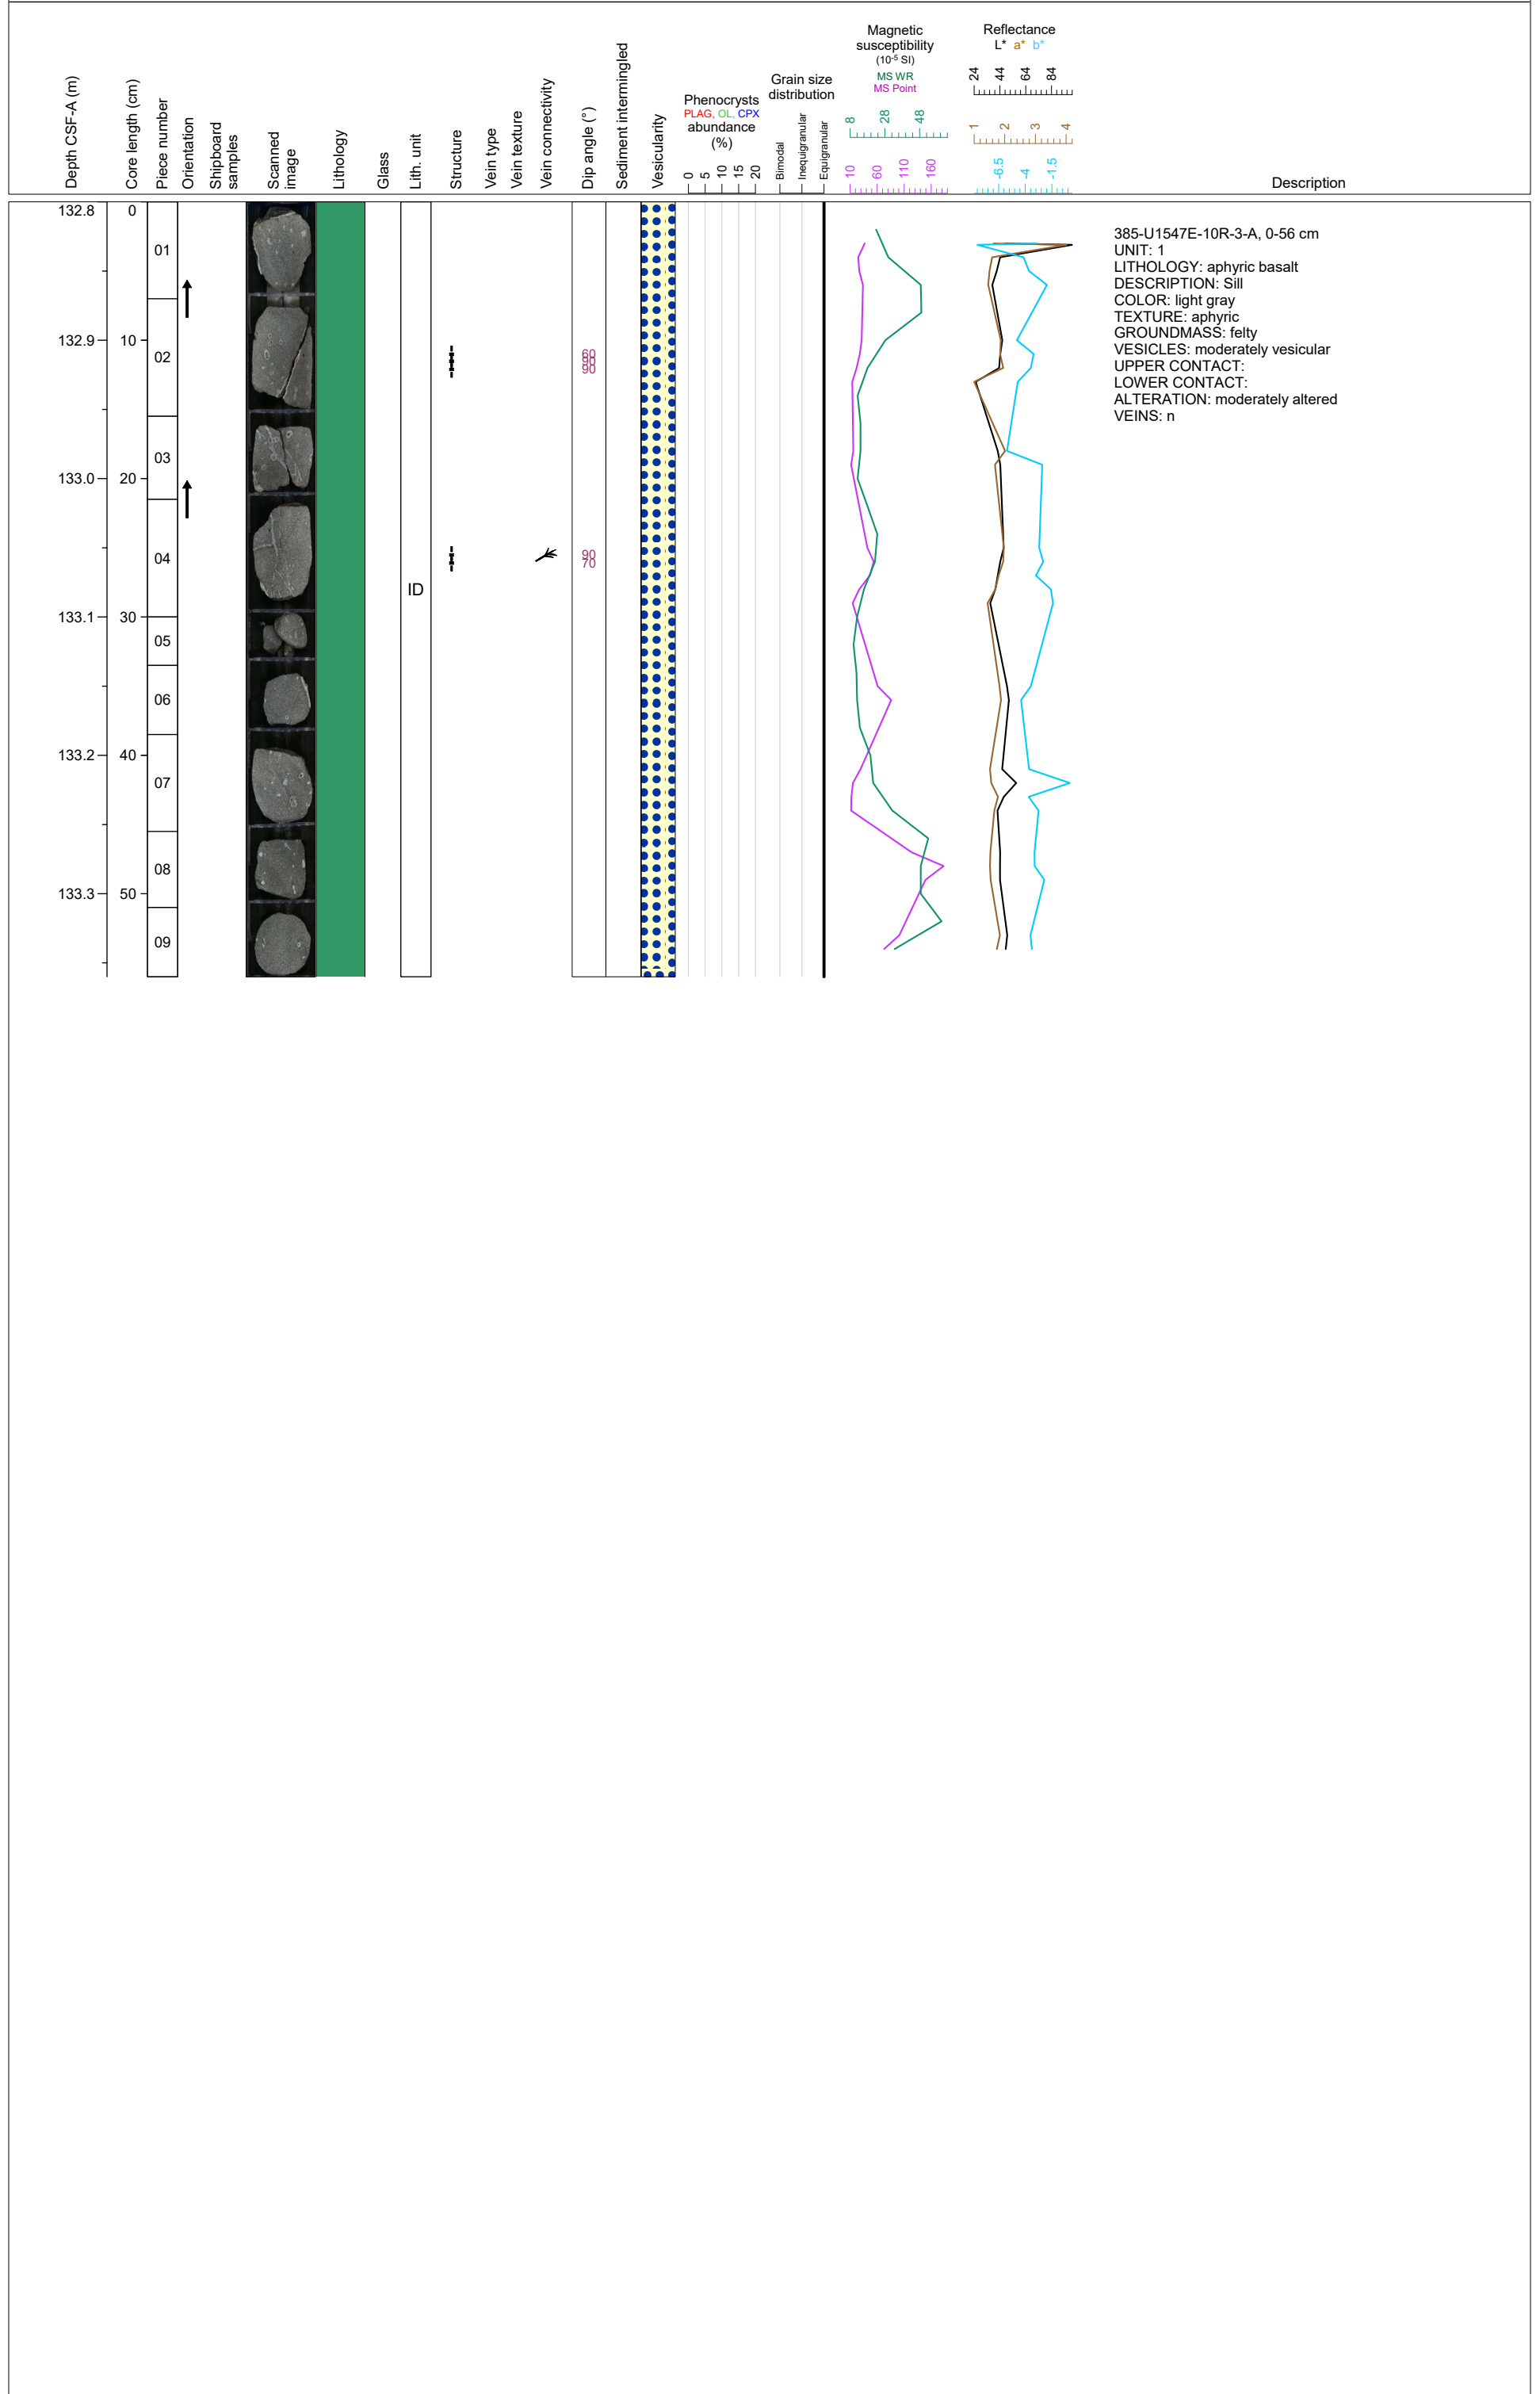 Depth CSF-A (m)
Core length (cm)
Piece number
Orientation
Shipboard
samples
Scanned
image
Lithology
Glass
Lith. unit
Structure
Vein type
Vein texture
Vein connectivity
Dip angle (°)
Sediment intermingled
Vesicularity
Phenocrysts
PLAG, OL, CPX
abundance
(%)
0 5 10 15 20
Grain size
distribution
Bimodal
Inequigranular
Equigranular
Magnetic
susceptibility
(10⁻⁵ SI)
MS WR
MS Point
8 28 48
10 60 110 160
Reflectance
L* a* b*
24 44 64 84
1 2 3 4
-6.5 -4 -1.5
Description
132.8 0
01
132.9 10
02
60
90
90
03
133.0 20
04
90
70
ID
133.1 30
05
06
133.2 40
07
08
133.3 50
09
385-U1547E-10R-3-A, 0-56 cm
UNIT: 1
LITHOLOGY: aphyric basalt
DESCRIPTION: Sill
COLOR: light gray
TEXTURE: aphyric
GROUNDMASS: felty
VESICLES: moderately vesicular
UPPER CONTACT:
LOWER CONTACT:
ALTERATION: moderately altered
VEINS: n